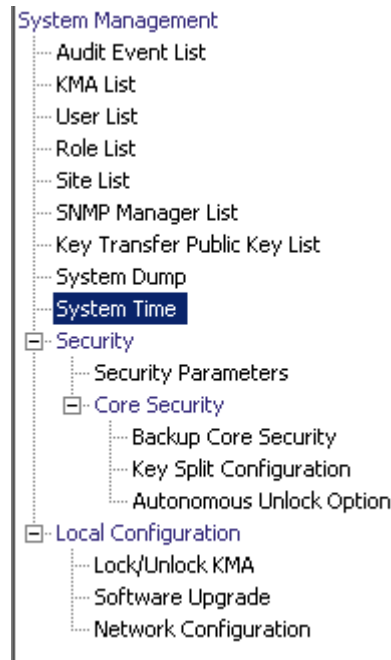 System Management
Audit Event List
KMA List
User List
Role List
Site List
SNMP Manager List
Key Transfer Public Key List
System Dump
System Time
Security
Security Parameters
Core Security
Backup Core Security
Key Split Configuration
Autonomous Unlock Option
Local Configuration
Lock/Unlock KMA
Software Upgrade
Network Configuration